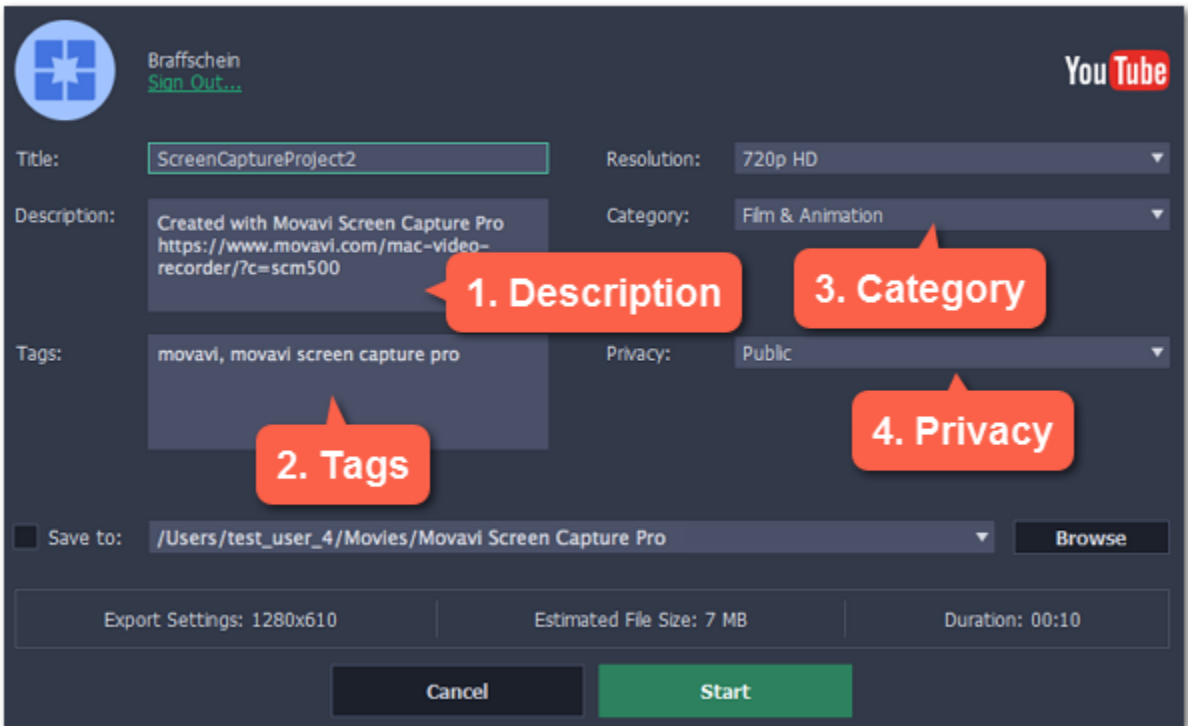 Braffschein
Sign Out...
You Tube
Title: ScreenCaptureProject2
Resolution: 720p HD
Description: Created with Movavi Screen Capture Pro
https://www.movavi.com/mac-video-
recorder/?c=scm500
Category: Film & Animation
1. Description
3. Category
Tags: movavi, movavi screen capture pro
Privacy: Public
2. Tags
4. Privacy
Save to: /Users/test_user_4/Movies/Movavi Screen Capture Pro
Browse
Export Settings: 1280x610
Estimated File Size: 7 MB
Duration: 00:10
Cancel
Start